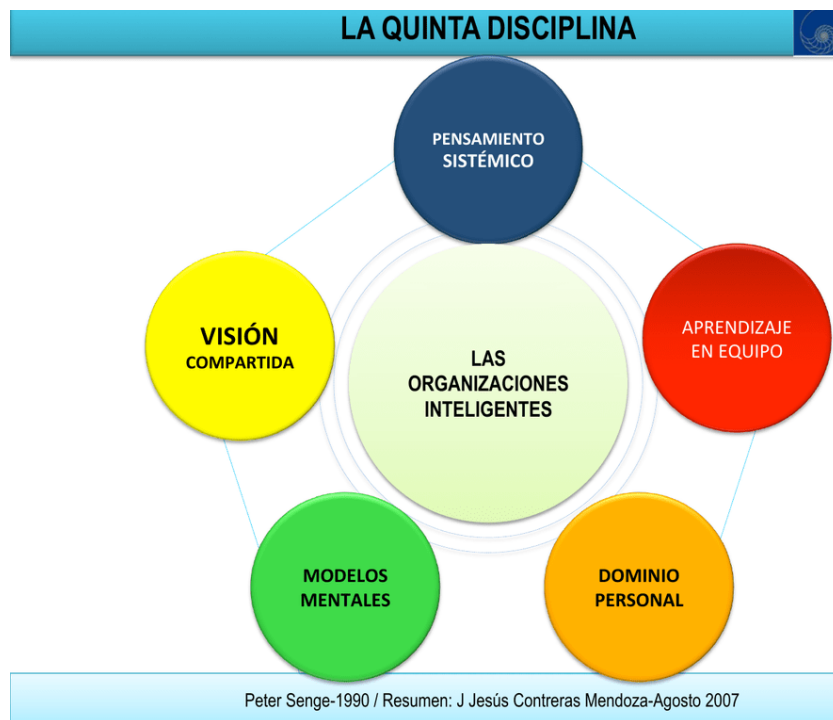 LA QUINTA DISCIPLINA
PENSAMIENTO
SISTÉMICO
VISIÓN
COMPARTIDA
APRENDIZAJE
EN EQUIPO
LAS
ORGANIZACIONES
INTELIGENTES
MODELOS
MENTALES
DOMINIO
PERSONAL
Peter Senge-1990 / Resumen: J Jesús Contreras Mendoza-Agosto 2007